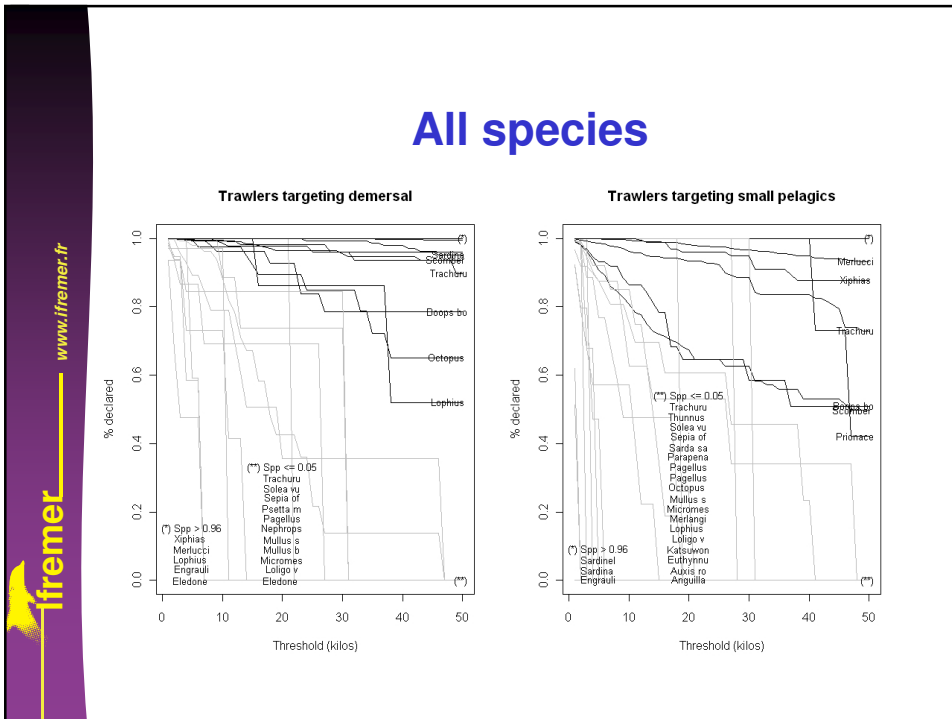 All species
www.ifremer.fr
Ifremer
Trawlers targeting demersal
% declared
1.0
0.8
0.6
0.4
0.2
0.0
(*)
Sardina
Scomber
Trachuru
Boops bo
Octopus
Lophius
(**) Spp <= 0.05
Trachuru
Solea vu
Sepia of
Psetta m
Pagellus
Nephrops
Mullus s
Mullus b
Micromes
Loligo v
Eledone
(*) Spp > 0.96
Xiphias
Merlucci
Lophius
Engrauli
Eledone
(**)
0 10 20 30 40 50
Threshold (kilos)
Trawlers targeting small pelagics
% declared
1.0
0.8
0.6
0.4
0.2
0.0
(*)
Merlucci
Xiphias
Trachuru
Boops bo
Scomber
Prionace
(**) Spp <= 0.05
Trachuru
Thunnus
Solea vu
Sepia of
Sarda sa
Parapena
Pagellus
Pagellus
Octopus
Mullus s
Micromes
Merlangi
Lophius
Loligo v
Katsuwon
Euthynnu
Auxis ro
Anguilla
(*) Spp > 0.96
Sardinel
Sardina
Engrauli
(**)
0 10 20 30 40 50
Threshold (kilos)